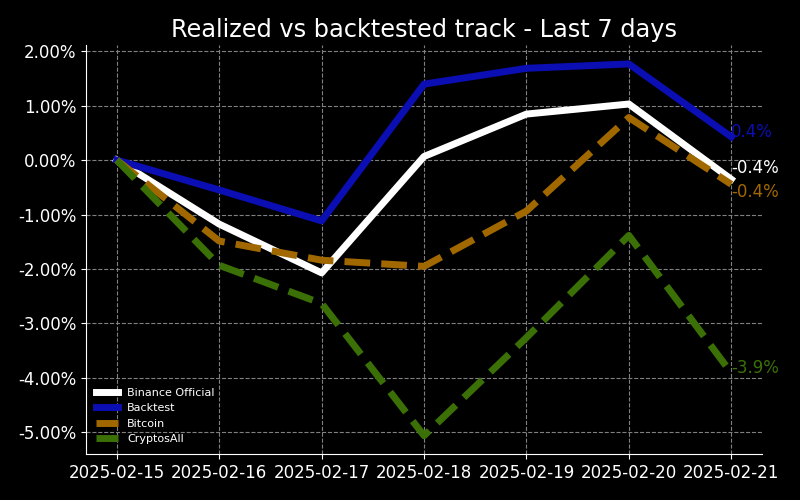 Realized vs backtested track - Last 7 days
2.00%
1.00%
0.00%
-1.00%
-2.00%
-3.00%
-4.00%
-5.00%
0.4%
-0.4%
-0.4%
-3.9%
Binance Official
Backtest
Bitcoin
CryptosAll
2025-02-15 2025-02-16 2025-02-17 2025-02-18 2025-02-19 2025-02-20 2025-02-21